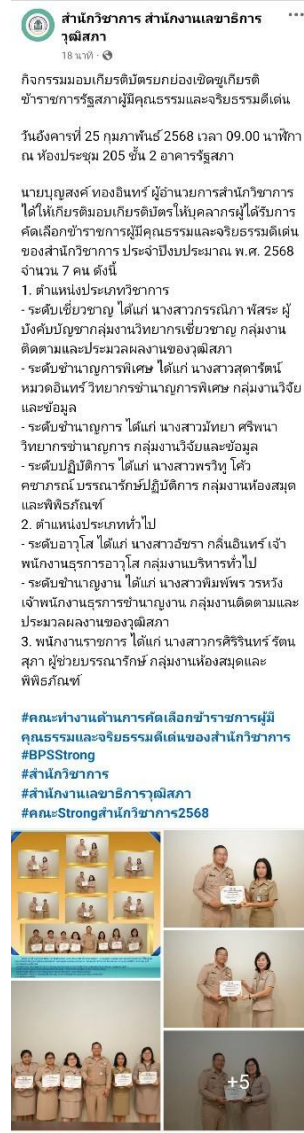 สำนักวิชาการ สำนักงานเลขาธิการ
วุฒิสภา
18 นาที ·
กิจกรรมมอบเกียรติบัตรยกย่องเชิดชูเกียรติ
ข้าราชการรัฐสภาผู้มีคุณธรรมและจริยธรรมดีเด่น
วันอังคารที่ 25 กุมภาพันธ์ 2568 เวลา 09.00 นาฬิกา
ณ ห้องประชุม 205 ชั้น 2 อาคารรัฐสภา
นายบุญสงค์ ทองอินทร์ ผู้อำนวยการสำนักวิชาการ
ได้ให้เกียรติมอบเกียรติบัตรให้บุคลากรผู้ได้รับการ
คัดเลือกข้าราชการผู้มีคุณธรรมและจริยธรรมดีเด่น
ของสำนักวิชาการ ประจำปีงบประมาณ พ.ศ. 2568
จำนวน 7 คน ดังนี้
1. ตำแหน่งประเภทวิชาการ
- ระดับเชี่ยวชาญ ได้แก่ นางสาวกรรณิกา พัสระ ผู้
บังคับบัญชากลุ่มงานวิทยากรเชี่ยวชาญ กลุ่มงาน
ติดตามและประมวลผลงานของวุฒิสภา
- ระดับชำนาญการพิเศษ ได้แก่ นางสาวสุดารัตน์
หมวดอินทร์ วิทยากรชำนาญการพิเศษ กลุ่มงานวิจัย
และข้อมูล
- ระดับชำนาญการ ได้แก่ นางสาวมัทยา ศรีพนา
วิทยากรชำนาญการ กลุ่มงานวิจัยและข้อมูล
- ระดับปฏิบัติการ ได้แก่ นางสาวพรวิทู โค้ว
คชาภรณ์ บรรณารักษ์ปฏิบัติการ กลุ่มงานห้องสมุด
และพิพิธภัณฑ์
2. ตำแหน่งประเภททั่วไป
- ระดับอาวุโส ได้แก่ นางสาวอัชรา กลิ่นอินทร์ เจ้า
พนักงานธุรการอาวุโส กลุ่มงานบริหารทั่วไป
- ระดับชำนาญงาน ได้แก่ นางสาวพิมพ์พร วรหวัง
เจ้าพนักงานธุรการชำนาญงาน กลุ่มงานติดตามและ
ประมวลผลงานของวุฒิสภา
3. พนักงานราชการ ได้แก่ นางสาวกรศิริรินทร์ รัตน
สุภา ผู้ช่วยบรรณารักษ์ กลุ่มงานห้องสมุดและ
พิพิธภัณฑ์
#คณะทำงานด้านการคัดเลือกข้าราชการผู้มี
คุณธรรมและจริยธรรมดีเด่นของสำนักวิชาการ
#BPSStrong
#สำนักวิชาการ
#สำนักงานเลขาธิการวุฒิสภา
#คณะStrongสำนักวิชาการ2568
+5